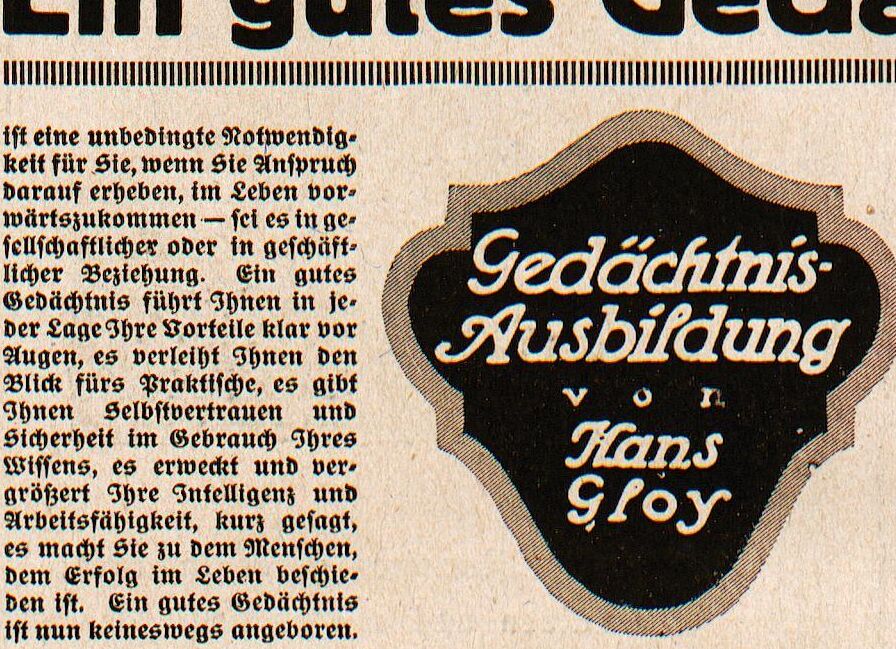 Ein gutes Gedä
ist eine unbedingte Notwendig-
keit für Sie, wenn Sie Anspruch
darauf erheben, im Leben vor-
wärtszukommen — sei es in ge-
sellschaftlicher oder in geschäft-
licher Beziehung. Ein gutes
Gedächtnis führt Ihnen in je-
der Lage Ihre Vorteile klar vor
Augen, es verleiht Ihnen den
Blick fürs Praktische, es gibt
Ihnen Selbstvertrauen und
Sicherheit im Gebrauch Ihres
Wissens, es erweckt und ver-
größert Ihre Intelligenz und
Arbeitsfähigkeit, kurz gesagt,
es macht Sie zu dem Menschen,
dem Erfolg im Leben beschie-
den ist. Ein gutes Gedächtnis
ist nun keineswegs angeboren.
Gedächtnis-
Ausbildung
von
Hans
Gloy